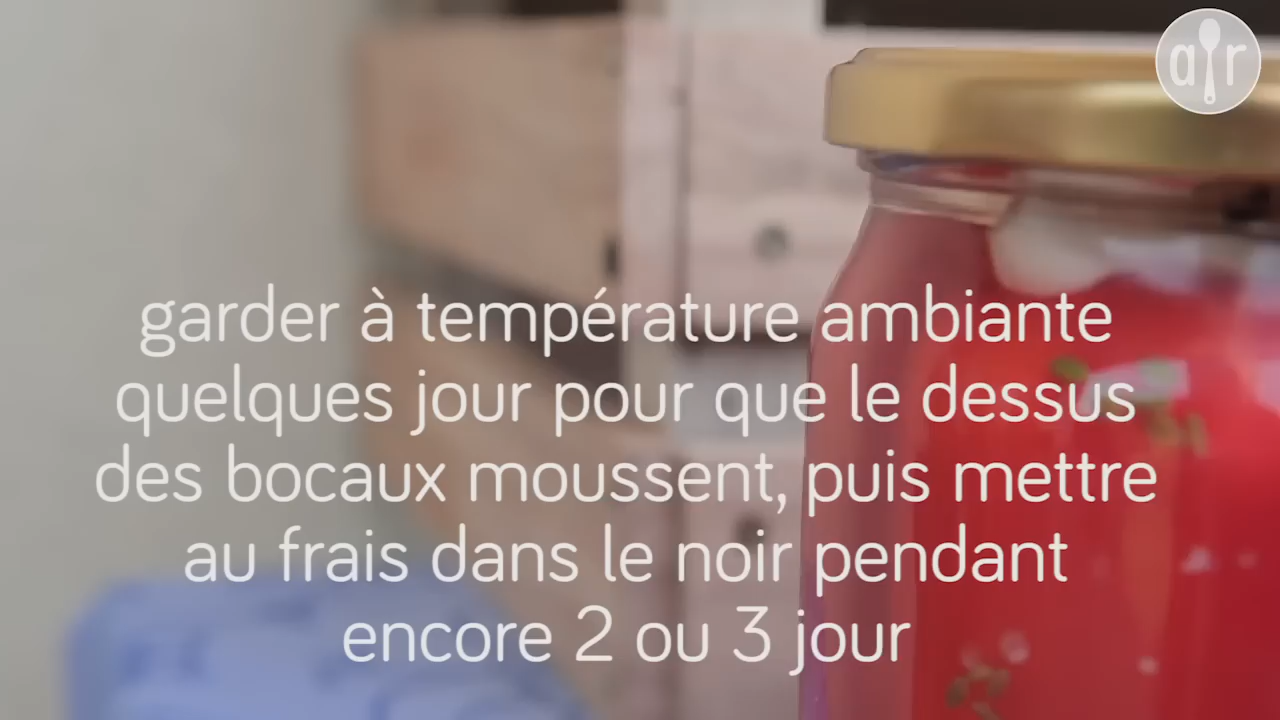 air
garder à température ambiante
quelques jour pour que le dessus
des bocaux moussent, puis mettre
au frais dans le noir pendant
encore 2 ou 3 jour